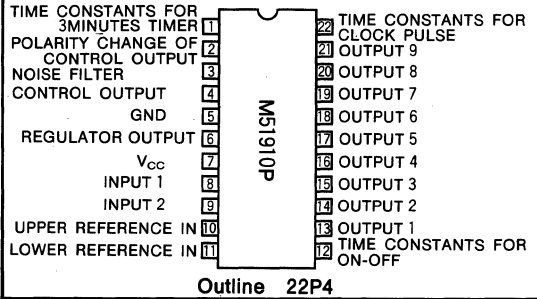 TIME CONSTANTS FOR
3MINUTES TIMER 1
POLARITY CHANGE OF
CONTROL OUTPUT 2
NOISE FILTER 3
CONTROL OUTPUT 4
GND 5
REGULATOR OUTPUT 6
Vcc 7
INPUT 1 8
INPUT 2 9
UPPER REFERENCE IN 10
LOWER REFERENCE IN 11
M51910P
22 TIME CONSTANTS FOR
CLOCK PULSE
21 OUTPUT 9
20 OUTPUT 8
19 OUTPUT 7
18 OUTPUT 6
17 OUTPUT 5
16 OUTPUT 4
15 OUTPUT 3
14 OUTPUT 2
13 OUTPUT 1
12 TIME CONSTANTS FOR
ON-OFF
Outline 22P4